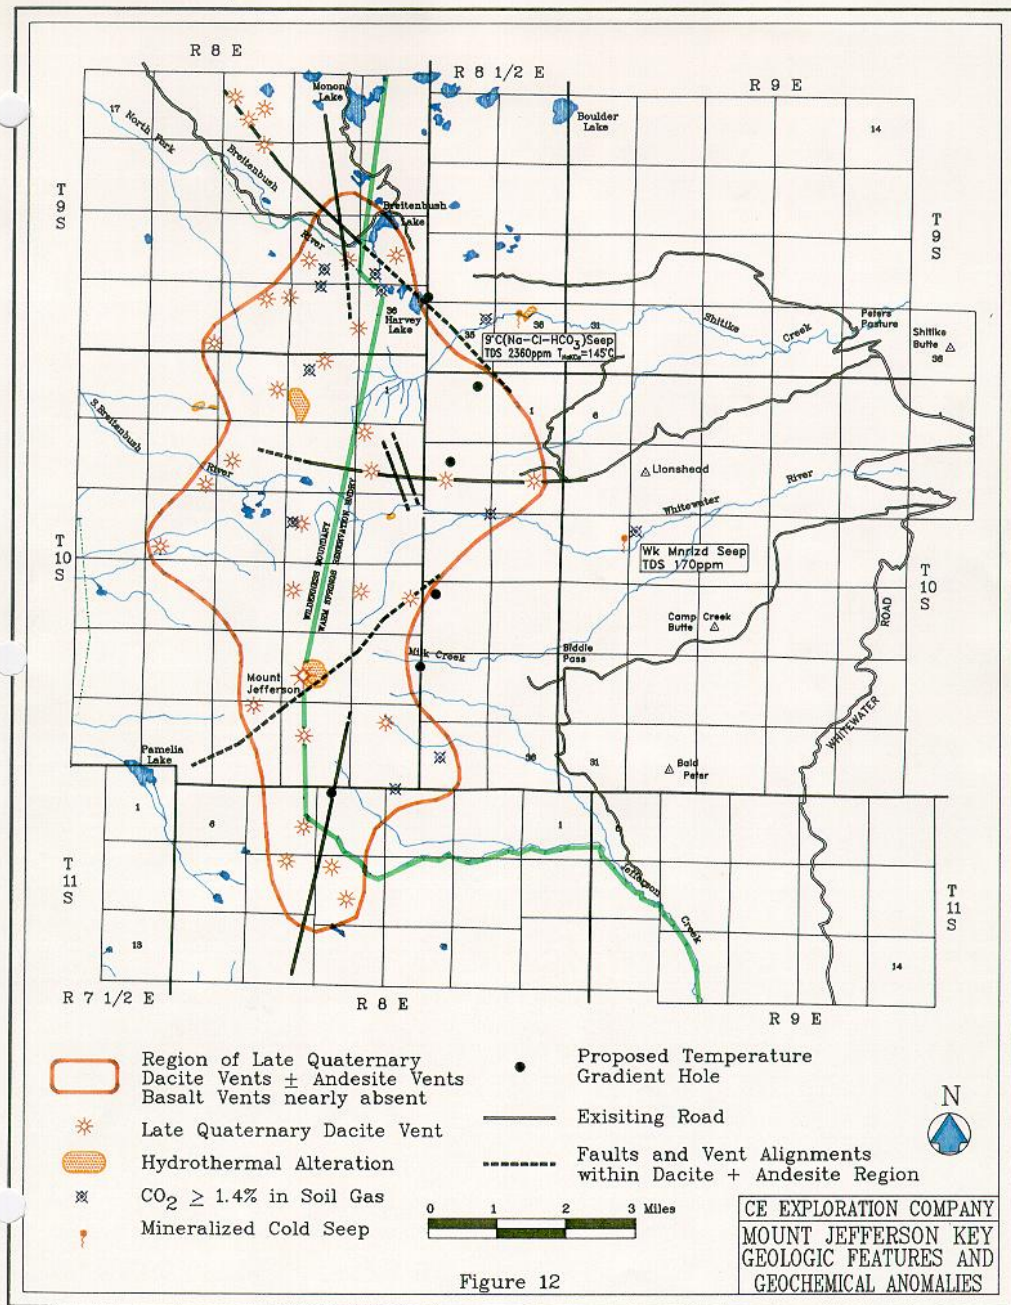 R 8 E
R 8 1/2 E
R 9 E
Monon
Lake
Boulder
Lake
14
17
North Fork
Breitenbush
River
T
9
S
T
9
S
Breitenbush
Lake
36
Harvey
Lake
35
36
31
Shitike
Creek
Peters
Pasture
Shitike
Butte
36
9°C(Na-Cl-HCO3)Seep
TDS 2360ppm TNaKCa=145°C
1
1
6
1
S.Breitenbush
River
Lionshead
Whitewater
River
Wk Mnrlzd Seep
TDS 170ppm
T
10
S
T
10
S
WILDERNESS BOUNDARY
WARM SPRINGS RESERVATION BNDRY
Camp Creek
Butte
ROAD
Milk Creek
Biddle
Pass
Mount
Jefferson
WHITEWATER
Pamelia
Lake
36
31
Bald
Peter
1
6
1
6
T
11
S
Jefferson
Creek
T
11
S
13
14
R 7 1/2 E
R 8 E
R 9 E
Region of Late Quaternary
Dacite Vents ± Andesite Vents
Basalt Vents nearly absent
Late Quaternary Dacite Vent
Hydrothermal Alteration
CO2 ≥ 1.4% in Soil Gas
Mineralized Cold Seep
Proposed Temperature
Gradient Hole
Exisiting Road
Faults and Vent Alignments
within Dacite + Andesite Region
0 1 2 3 Miles
N
Figure 12
CE EXPLORATION COMPANY
MOUNT JEFFERSON KEY
GEOLOGIC FEATURES AND
GEOCHEMICAL ANOMALIES